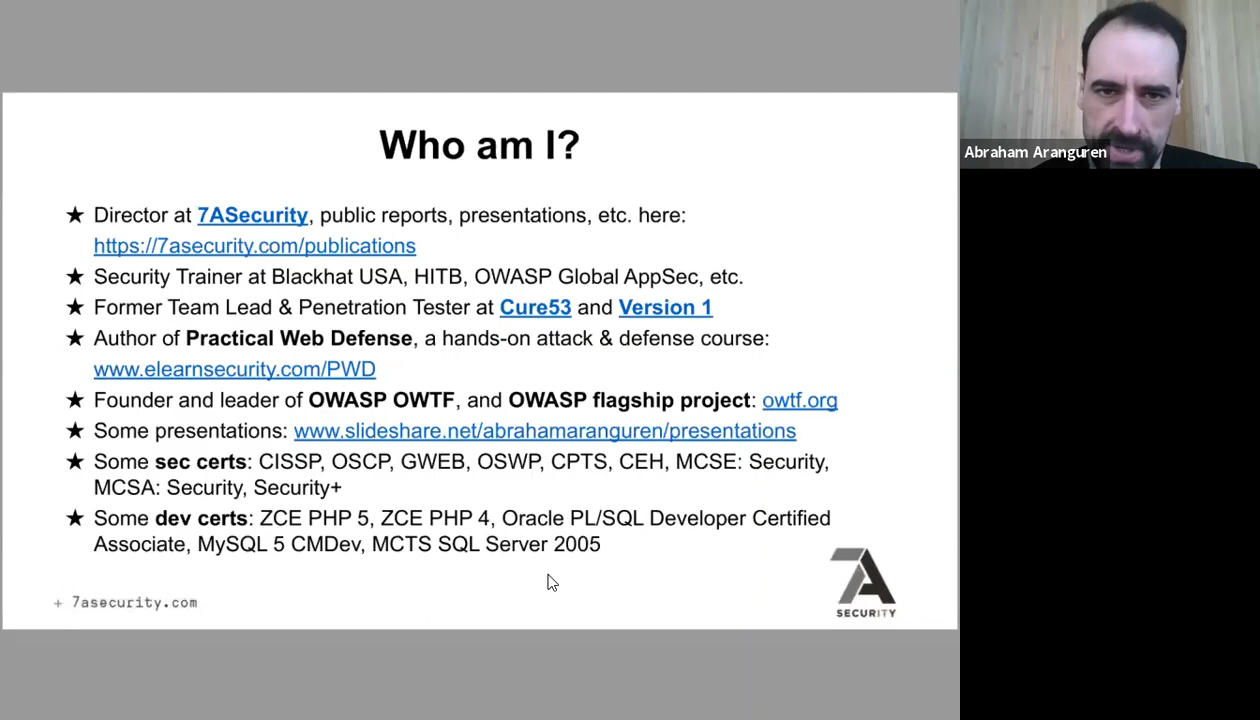 Who am I?
★ Director at 7ASecurity, public reports, presentations, etc. here:
https://7asecurity.com/publications
★ Security Trainer at Blackhat USA, HITB, OWASP Global AppSec, etc.
★ Former Team Lead & Penetration Tester at Cure53 and Version 1
★ Author of Practical Web Defense, a hands-on attack & defense course:
www.elearnsecurity.com/PWD
★ Founder and leader of OWASP OWTF, and OWASP flagship project: owtf.org
★ Some presentations: www.slideshare.net/abrahamaranguren/presentations
★ Some sec certs: CISSP, OSCP, GWEB, OSWP, CPTS, CEH, MCSE: Security,
MCSA: Security, Security+
★ Some dev certs: ZCE PHP 5, ZCE PHP 4, Oracle PL/SQL Developer Certified
Associate, MySQL 5 CMDev, MCTS SQL Server 2005
+ 7asecurity.com
7A
SECURITY
Abraham Aranguren